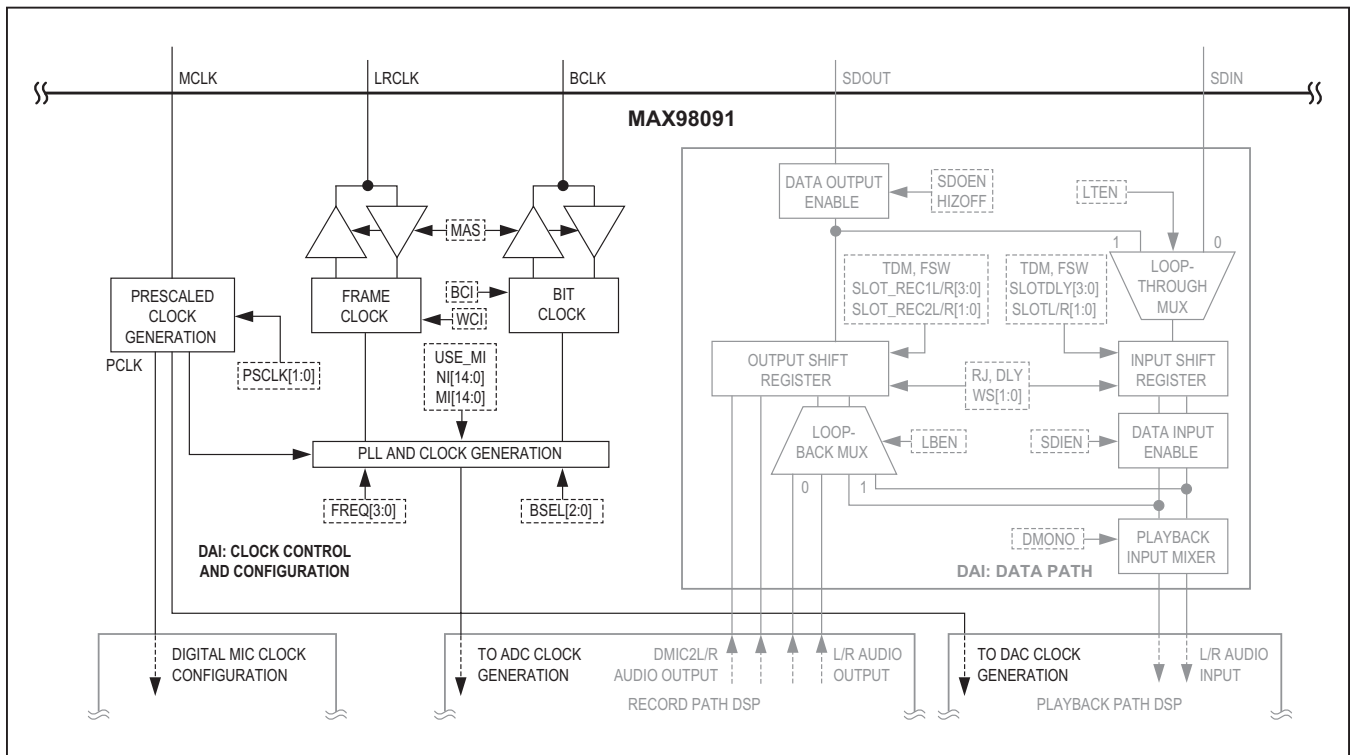 MCLK
LRCLK
BCLK
SDOUT
SDIN
MAX98091
DATA OUTPUT
ENABLE
SDOEN
HIZOFF
LTEN
1
0
LOOP-
THROUGH
MUX
MAS
PRESCALED
CLOCK
GENERATION
FRAME
CLOCK
BCI
WCI
BIT
CLOCK
TDM, FSW
SLOT_REC1L/R[3:0)
SLOT_REC2L/R[1:0]
TDM, FSW
SLOTDLY[3:0]
SLOTL/R[1:0]
PCLK
PSCLK[1:0]
USE_MI
NI[14:0]
MI[14:0]
OUTPUT SHIFT
REGISTER
RJ, DLY
WS[1:0]
INPUT SHIFT
REGISTER
PLL AND CLOCK GENERATION
LOOP-
BACK MUX
LBEN
SDIEN
DATA INPUT
ENABLE
0
1
FREQ[3:0]
BSEL[2:0]
DMONO
PLAYBACK
INPUT MIXER
DAI: CLOCK CONTROL
AND CONFIGURATION
DAI: DATA PATH
DIGITAL MIC CLOCK
CONFIGURATION
TO ADC CLOCK
GENERATION
DMIC2L/R
AUDIO OUTPUT
L/R AUDIO
OUTPUT
RECORD PATH DSP
TO DAC CLOCK
GENERATION
L/R AUDIO
INPUT
PLAYBACK PATH DSP